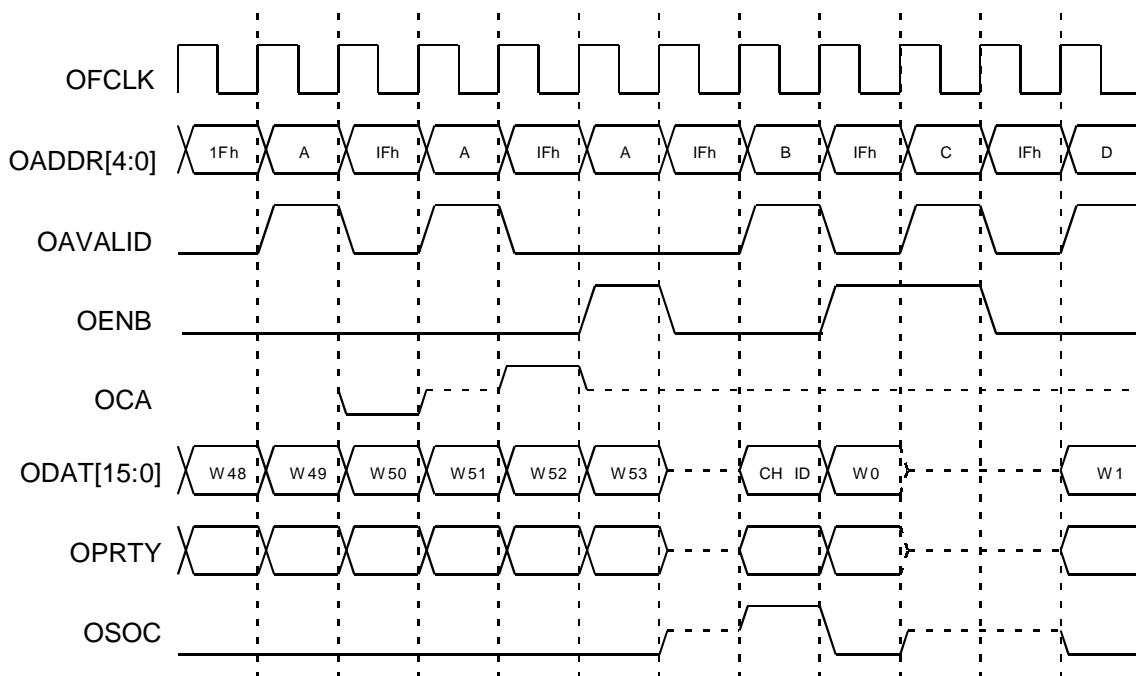 OFCLK
OADDR[4:0] 1Fh A IFh A IFh A IFh B IFh C IFh D
OAVALID
OENB
OCA
ODAT[15:0] W48 W49 W50 W51 W52 W53 CH ID W0 W1
OPRTY
OSOC